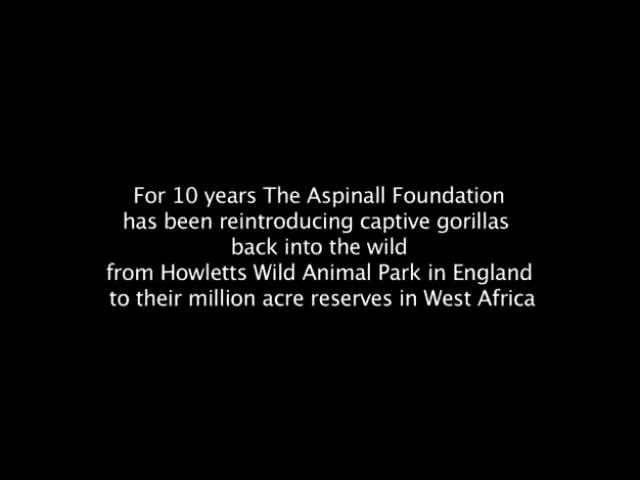 For 10 years The Aspinall Foundation
has been reintroducing captive gorillas
back into the wild
from Howletts Wild Animal Park in England
to their million acre reserves in West Africa